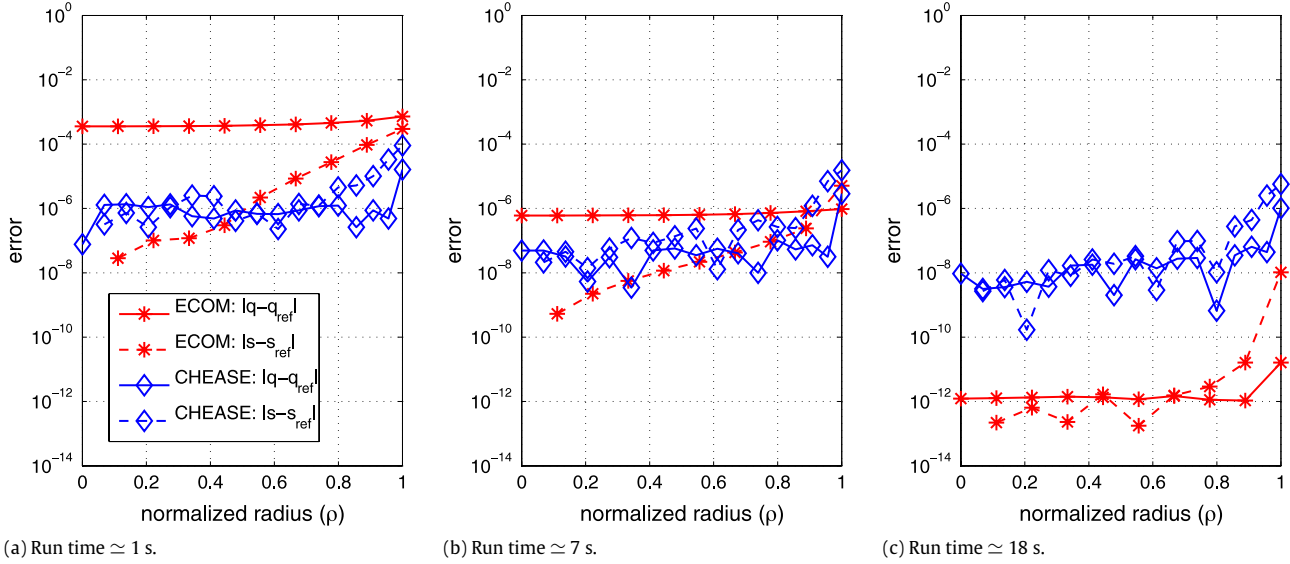 10^0
10^−2
10^−4
10^−6
10^−8
10^−10
10^−12
10^−14
error
0 0.2 0.4 0.6 0.8 1
normalized radius (ρ)
ECOM: |q−q_ref|
ECOM: |s−s_ref|
CHEASE: |q−q_ref|
CHEASE: |s−s_ref|
(a) Run time ≃ 1 s.
10^0
10^−2
10^−4
10^−6
10^−8
10^−10
10^−12
10^−14
error
0 0.2 0.4 0.6 0.8 1
normalized radius (ρ)
(b) Run time ≃ 7 s.
10^0
10^−2
10^−4
10^−6
10^−8
10^−10
10^−12
10^−14
error
0 0.2 0.4 0.6 0.8 1
normalized radius (ρ)
(c) Run time ≃ 18 s.